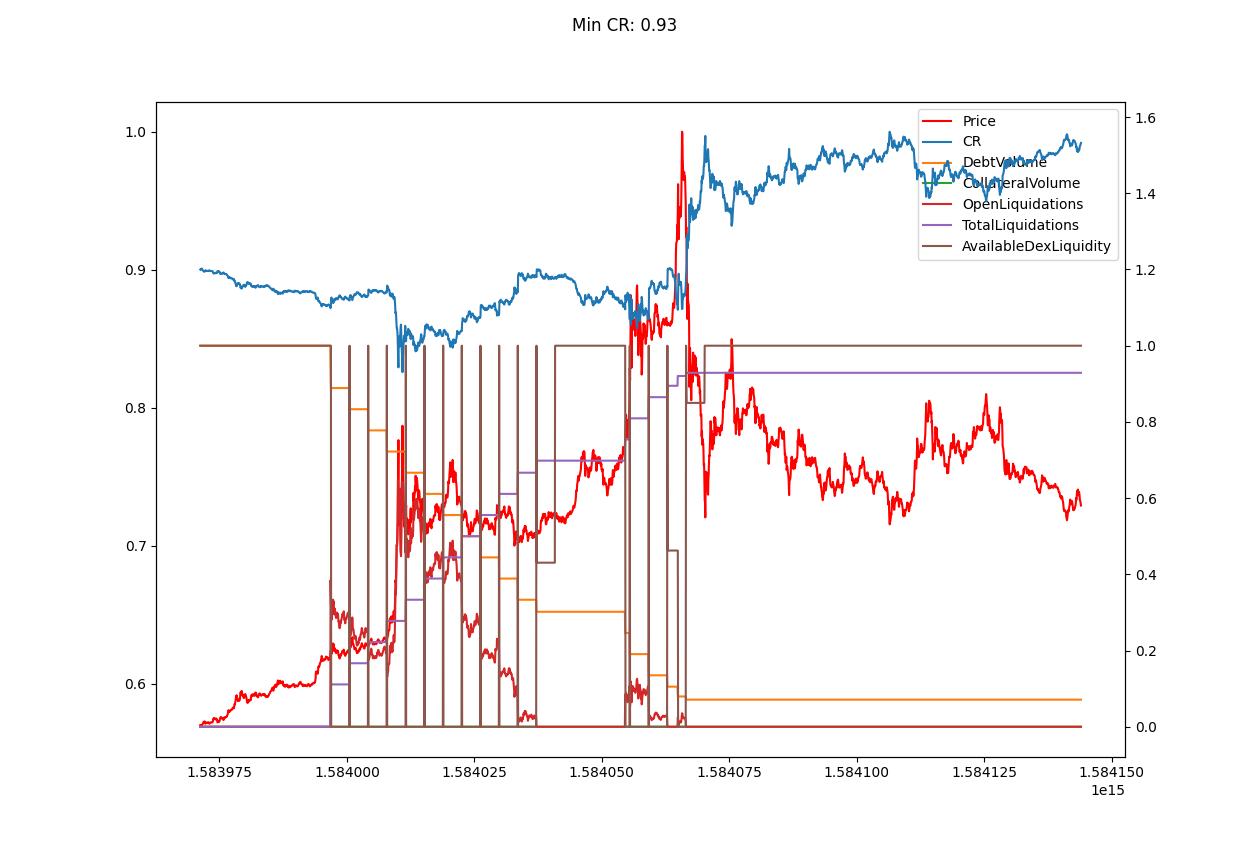 Min CR: 0.93
1.0
0.9
0.8
0.7
0.6
1.6
1.4
1.2
1.0
0.8
0.6
0.4
0.2
0.0
Price
CR
DebtVolume
CollateralVolume
OpenLiquidations
TotalLiquidations
AvailableDexLiquidity
1.583975 1.584000 1.584025 1.584050 1.584075 1.584100 1.584125 1.584150
1e15